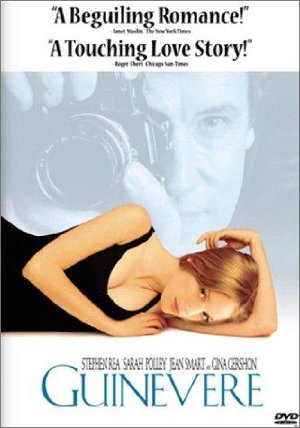 "A Beguiling Romance!"
-Janet Maslin, The New York Times
"A Touching Love Story!"
Roger Ebert, Chicago Sun Times
STEPHEN REA SARAH POLLEY JEAN SMART AND GINA GERSHON
GUINEVERE
DVD